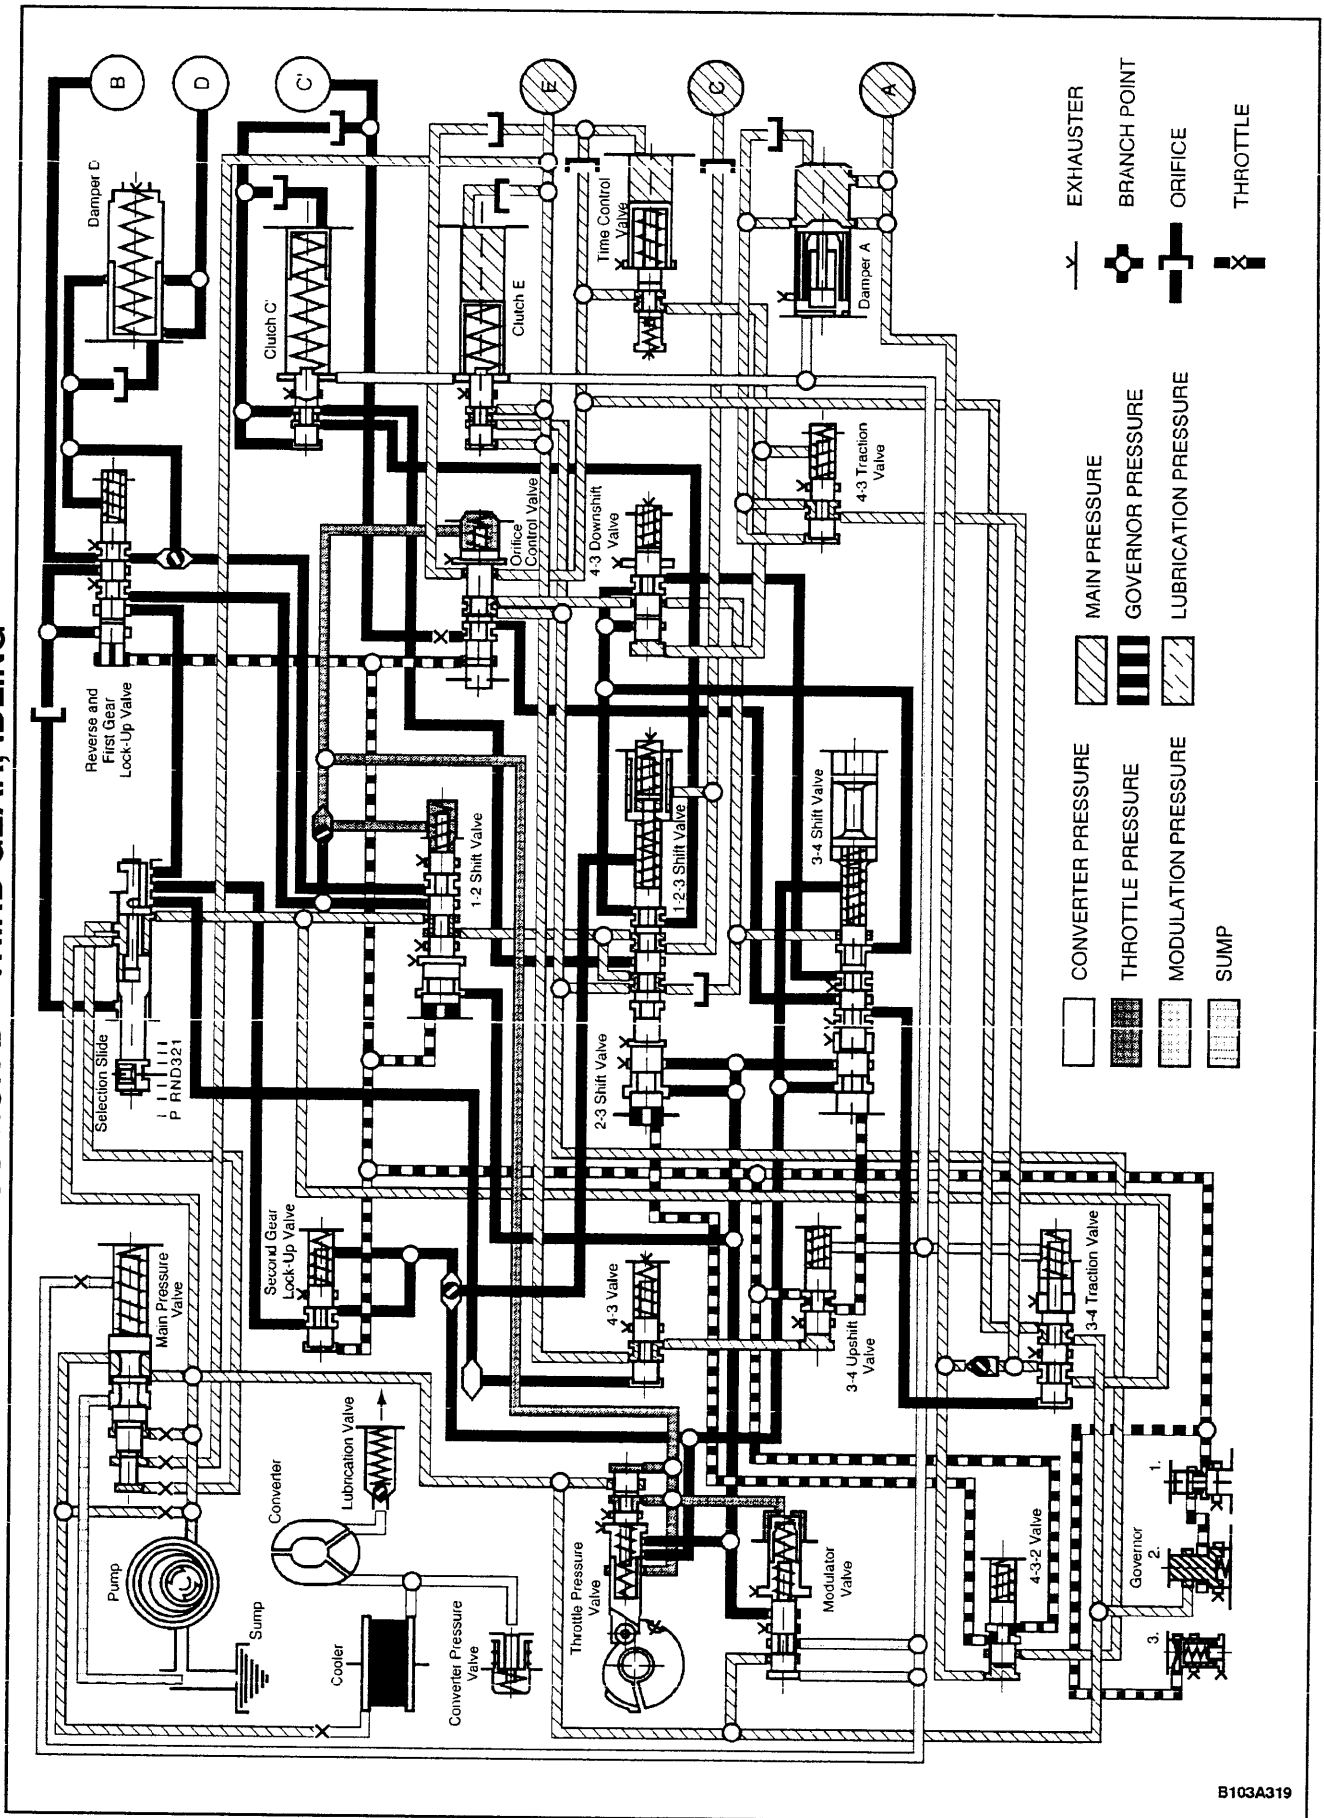 B
D
C'
E
C
A
Damper D
Clutch C'
Clutch E
Time Control
Valve
Damper A
Reverse and
First Gear
Lock-Up Valve
Orifice
Control Valve
4-3 Downshift
Valve
4-3 Traction
Valve
Selection Slide
P RND321
1-2 Shift Valve
1-2-3 Shift Valve
2-3 Shift Valve
3-4 Shift Valve
Main Pressure
Valve
Second Gear
Lock-Up Valve
4-3 Valve
3-4 Upshift
Valve
3-4 Traction Valve
Pump
Sump
Converter
Lubrication Valve
Cooler
Converter Pressure
Valve
Throttle Pressure
Valve
Modulator
Valve
4-3-2 Valve
Governor
1.
2.
3.
CONVERTER PRESSURE
THROTTLE PRESSURE
MODULATION PRESSURE
SUMP
MAIN PRESSURE
GOVERNOR PRESSURE
LUBRICATION PRESSURE
EXHAUSTER
BRANCH POINT
ORIFICE
THROTTLE
B103A319